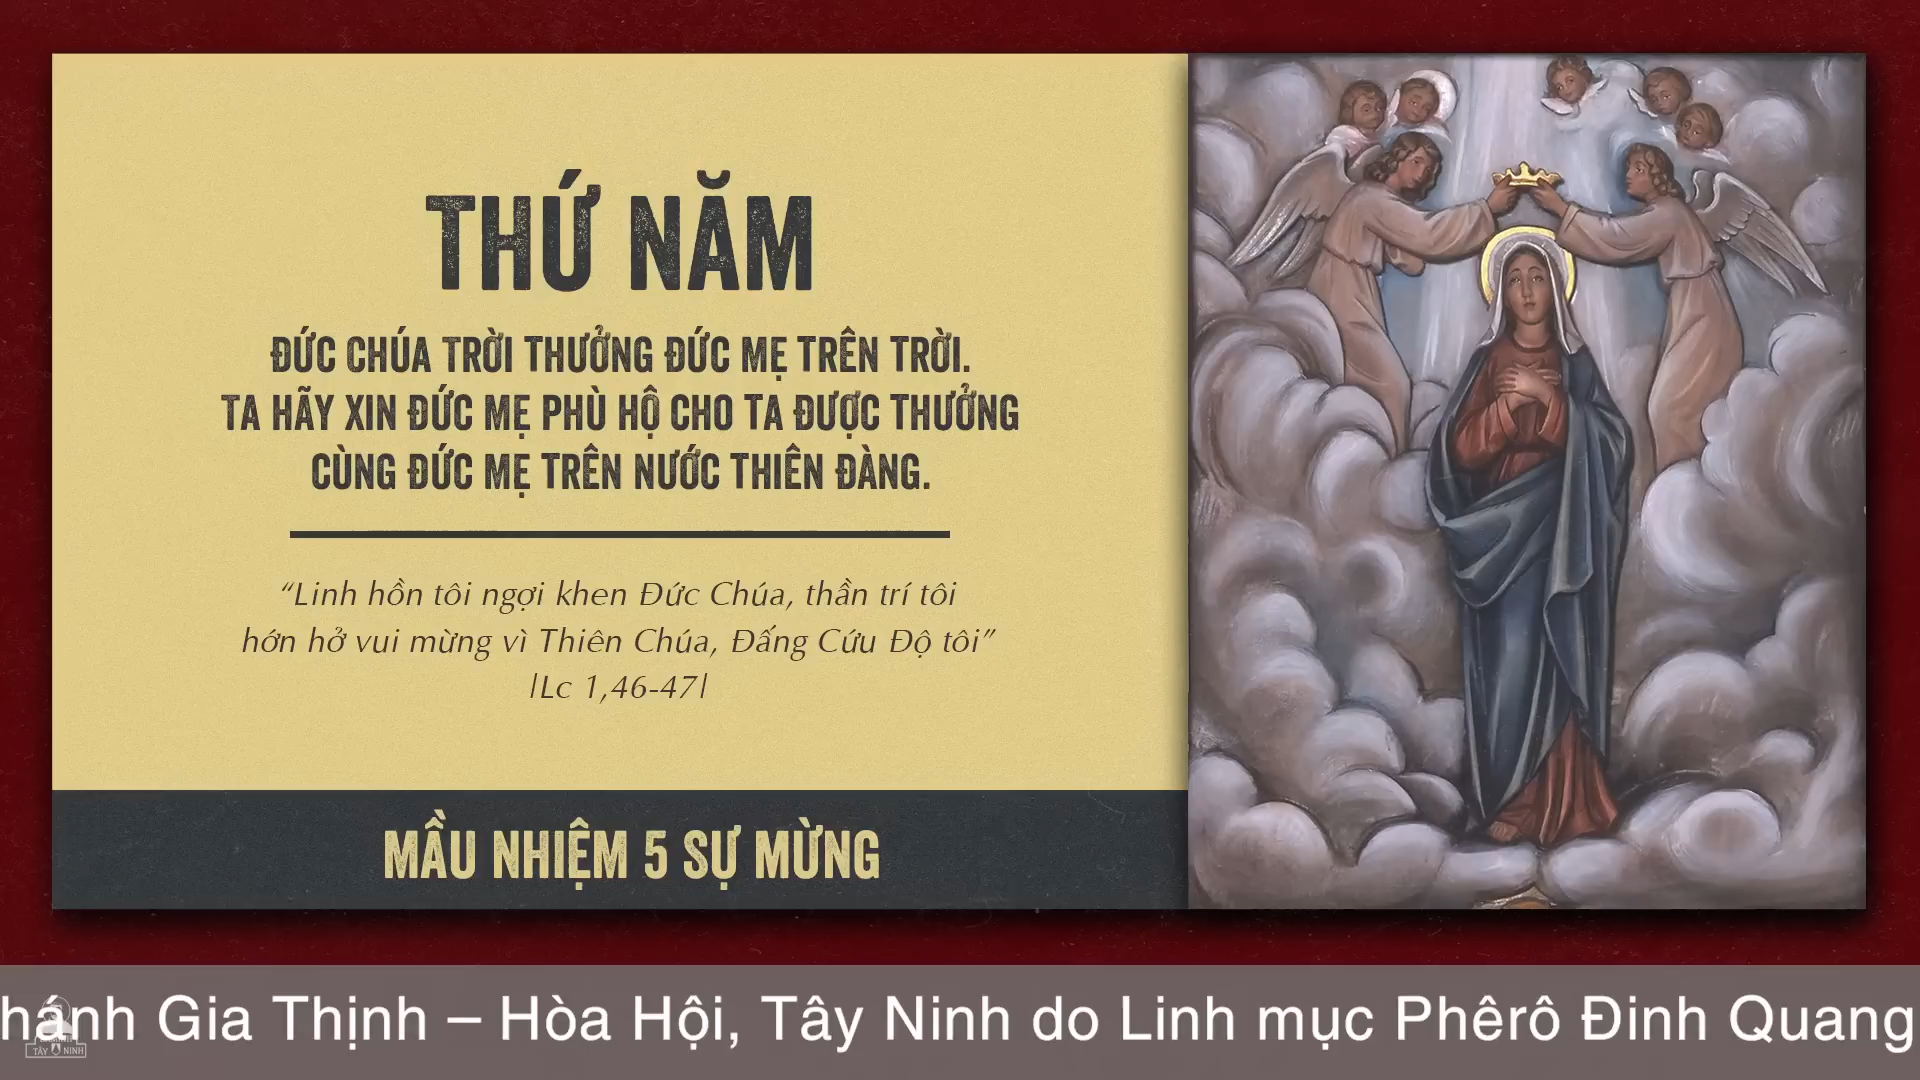 THỨ NĂM
ĐỨC CHÚA TRỜI THƯỞNG ĐỨC MẸ TRÊN TRỜI.
TA HÃY XIN ĐỨC MẸ PHÙ HỘ CHO TA ĐƯỢC THƯỞNG
CÙNG ĐỨC MẸ TRÊN NƯỚC THIÊN ĐÀNG.
“Linh hồn tôi ngợi khen Đức Chúa, thần trí tôi
hớn hở vui mừng vì Thiên Chúa, Đấng Cứu Độ tôi”
|Lc 1,46-47|
MẦU NHIỆM 5 SỰ MỪNG
hánh Gia Thịnh – Hòa Hội, Tây Ninh do Linh mục Phêrô Đinh Quang
TÂY NINH